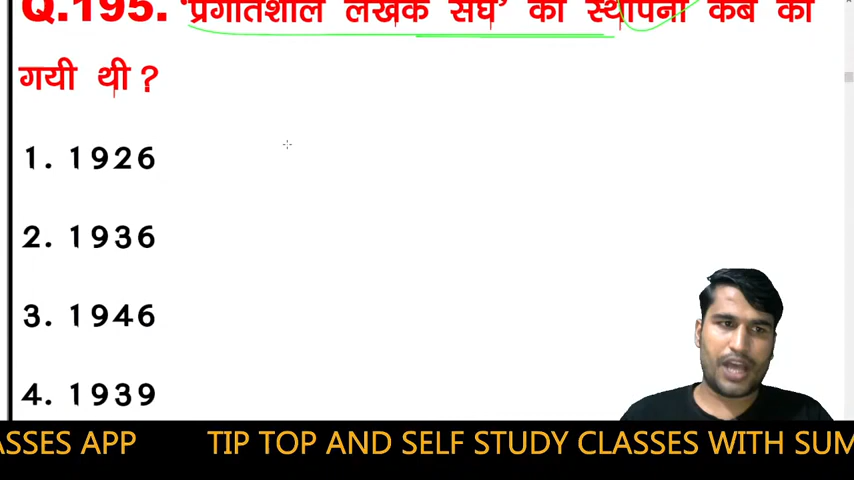 Q.195. 'प्रगतिशील लेखक संघ' की स्थापना कब की
गयी थी ?
1. 1926
2. 1936
3. 1946
4. 1939
ASSES APP TIP TOP AND SELF STUDY CLASSES WITH SUM